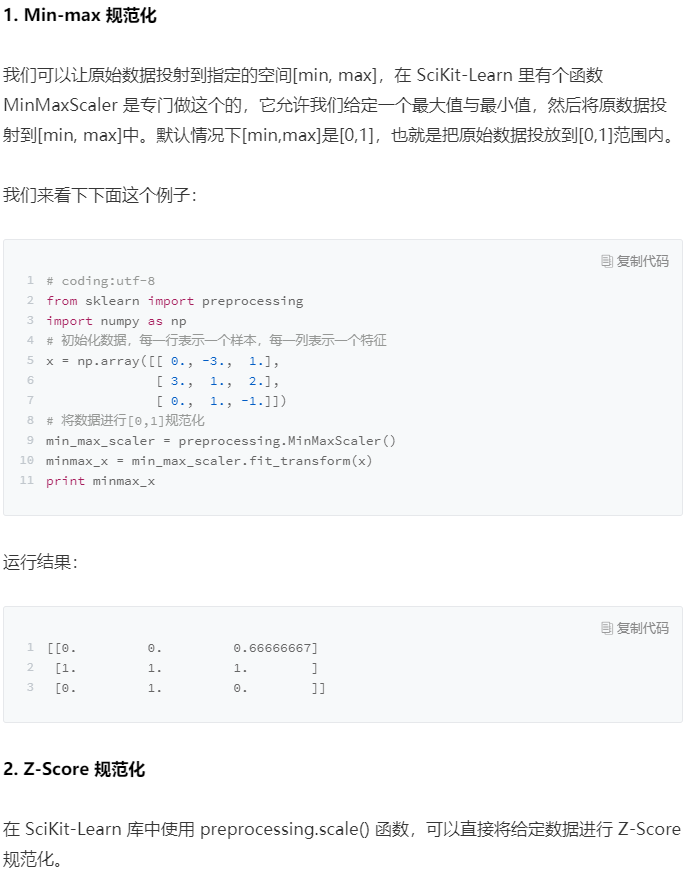 1. Min-max 规范化
我们可以让原始数据投射到指定的空间[min, max]，在 SciKit-Learn 里有个函数
MinMaxScaler 是专门做这个的，它允许我们给定一个最大值与最小值，然后将原数据投
射到[min, max]中。默认情况下[min,max]是[0,1]，也就是把原始数据投放到[0,1]范围内。
我们来看下下面这个例子：
复制代码
1 # coding:utf-8
2 from sklearn import preprocessing
3 import numpy as np
4 # 初始化数据，每一行表示一个样本，每一列表示一个特征
5 x = np.array([[ 0., -3.,  1.],
6               [ 3.,  1.,  2.],
7               [ 0.,  1., -1.]])
8 # 将数据进行[0,1]规范化
9 min_max_scaler = preprocessing.MinMaxScaler()
10 minmax_x = min_max_scaler.fit_transform(x)
11 print minmax_x
运行结果：
复制代码
1 [[0.         0.         0.66666667]
2  [1.         1.         1.        ]
3  [0.         1.         0.        ]]
2. Z-Score 规范化
在 SciKit-Learn 库中使用 preprocessing.scale() 函数，可以直接将给定数据进行 Z-Score
规范化。